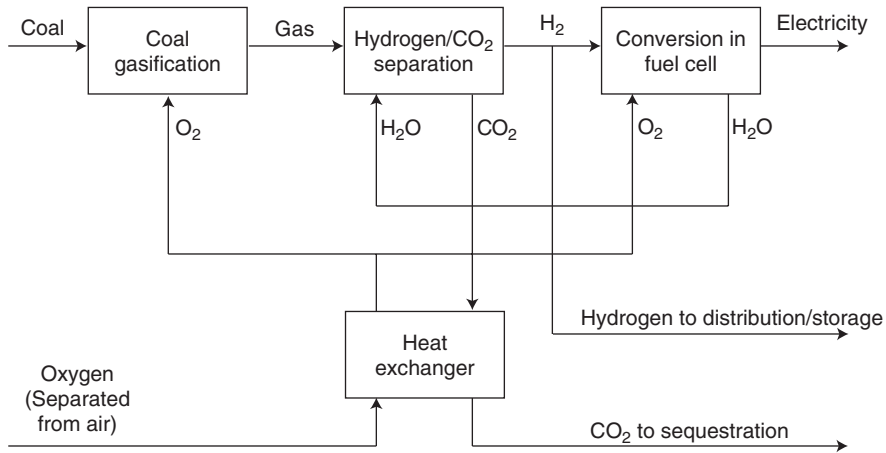 Coal
Coal
gasification
Gas
Hydrogen/CO₂
separation
H₂
Conversion in
fuel cell
Electricity
O₂
H₂O
CO₂
O₂
H₂O
Hydrogen to distribution/storage
Heat
exchanger
Oxygen
(Separated
from air)
CO₂ to sequestration